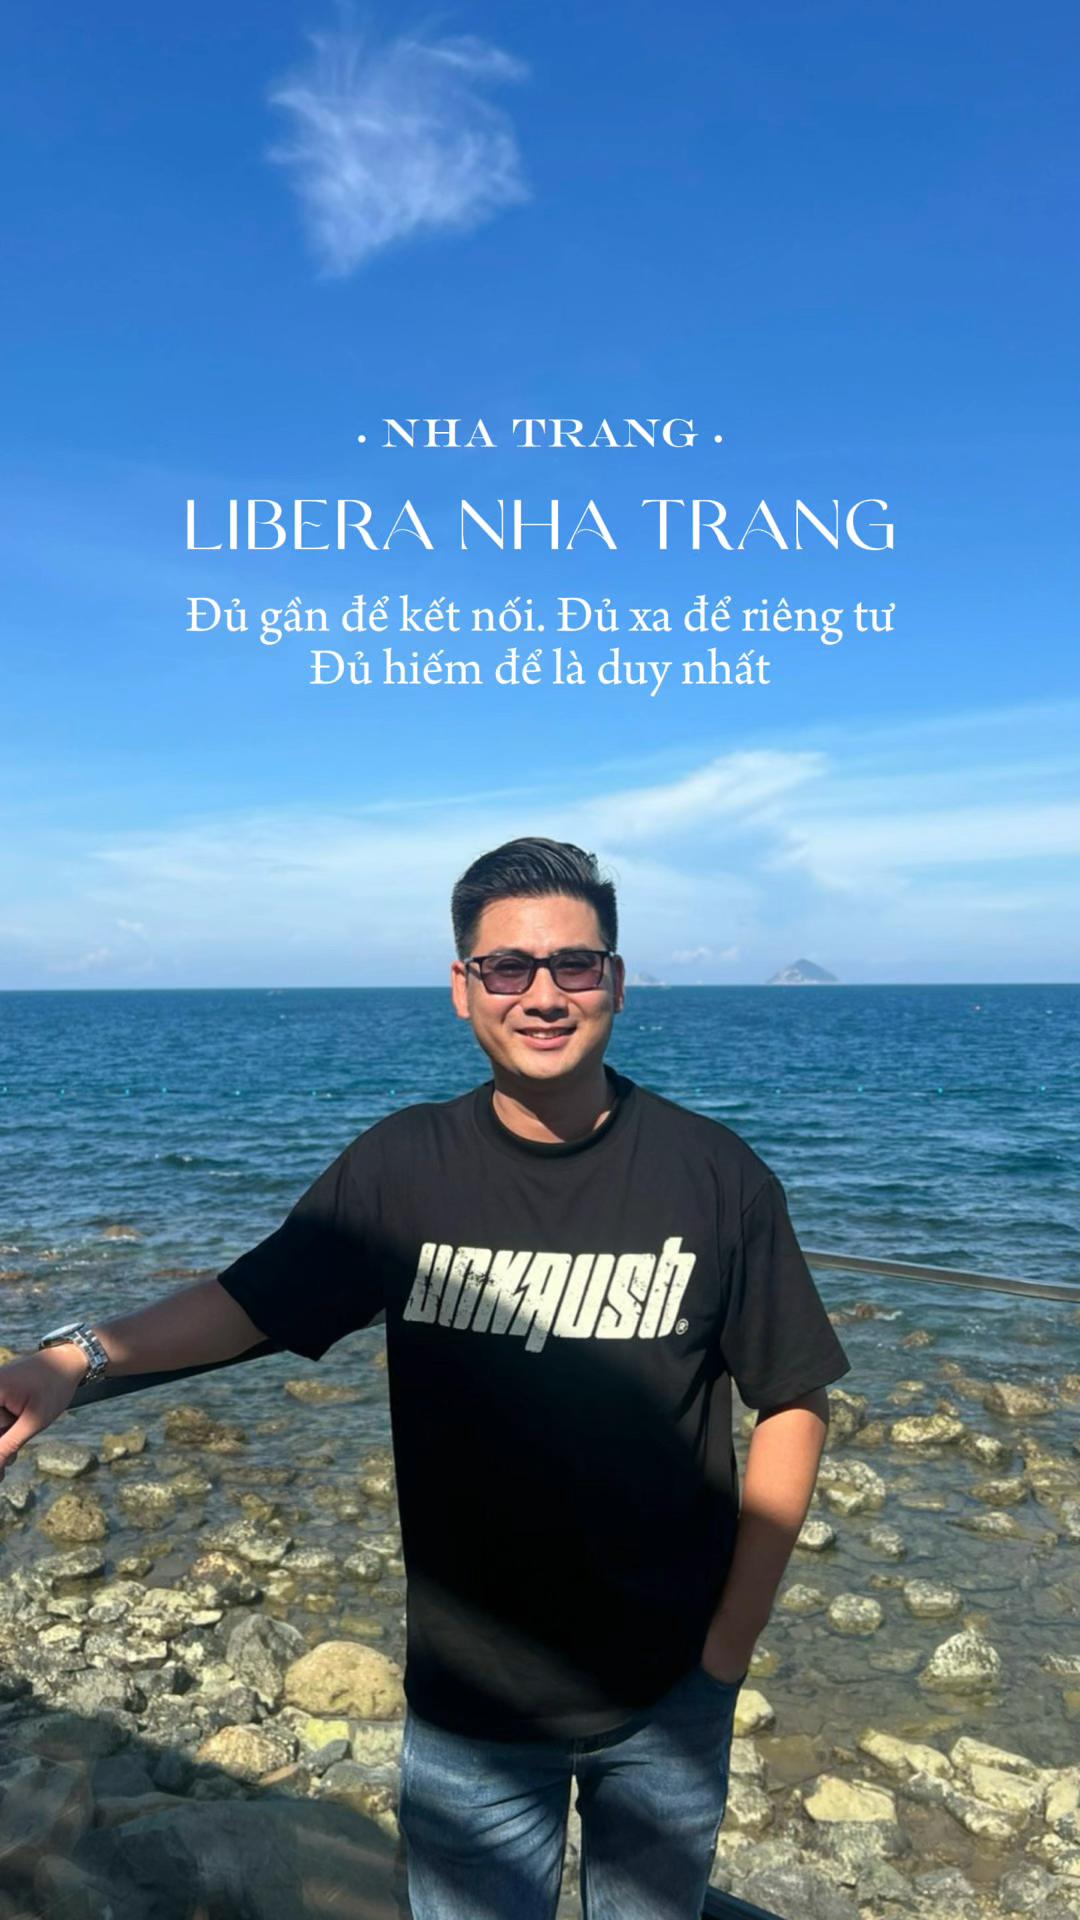 • NHA TRANG •
LIBERA NHA TRANG
Đủ gần để kết nối. Đủ xa để riêng tư
Đủ hiếm để là duy nhất
unkqush®